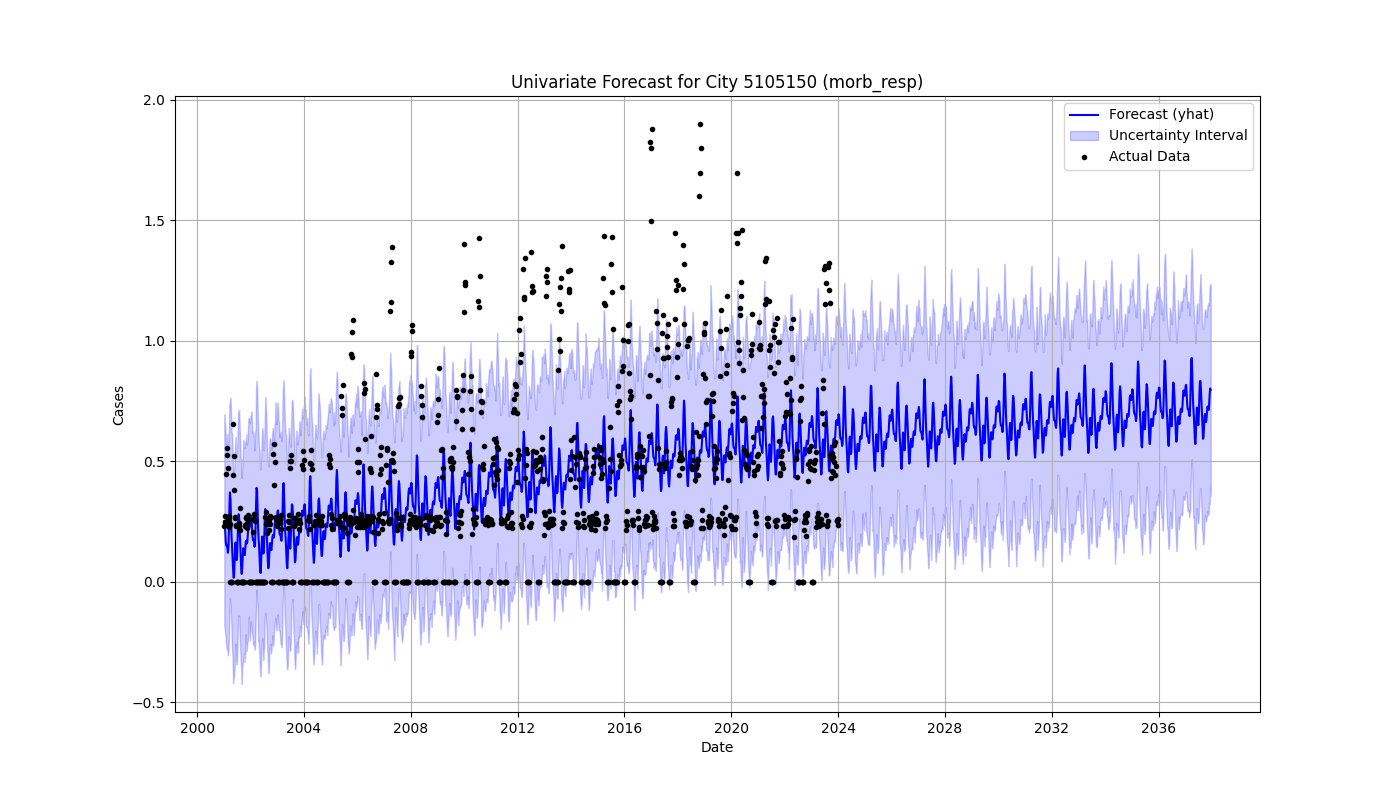 Univariate Forecast for City 5105150 (morb_resp)
Forecast (yhat)
Uncertainty Interval
Actual Data
2.0
1.5
1.0
0.5
0.0
−0.5
Cases
2000 2004 2008 2012 2016 2020 2024 2028 2032 2036
Date